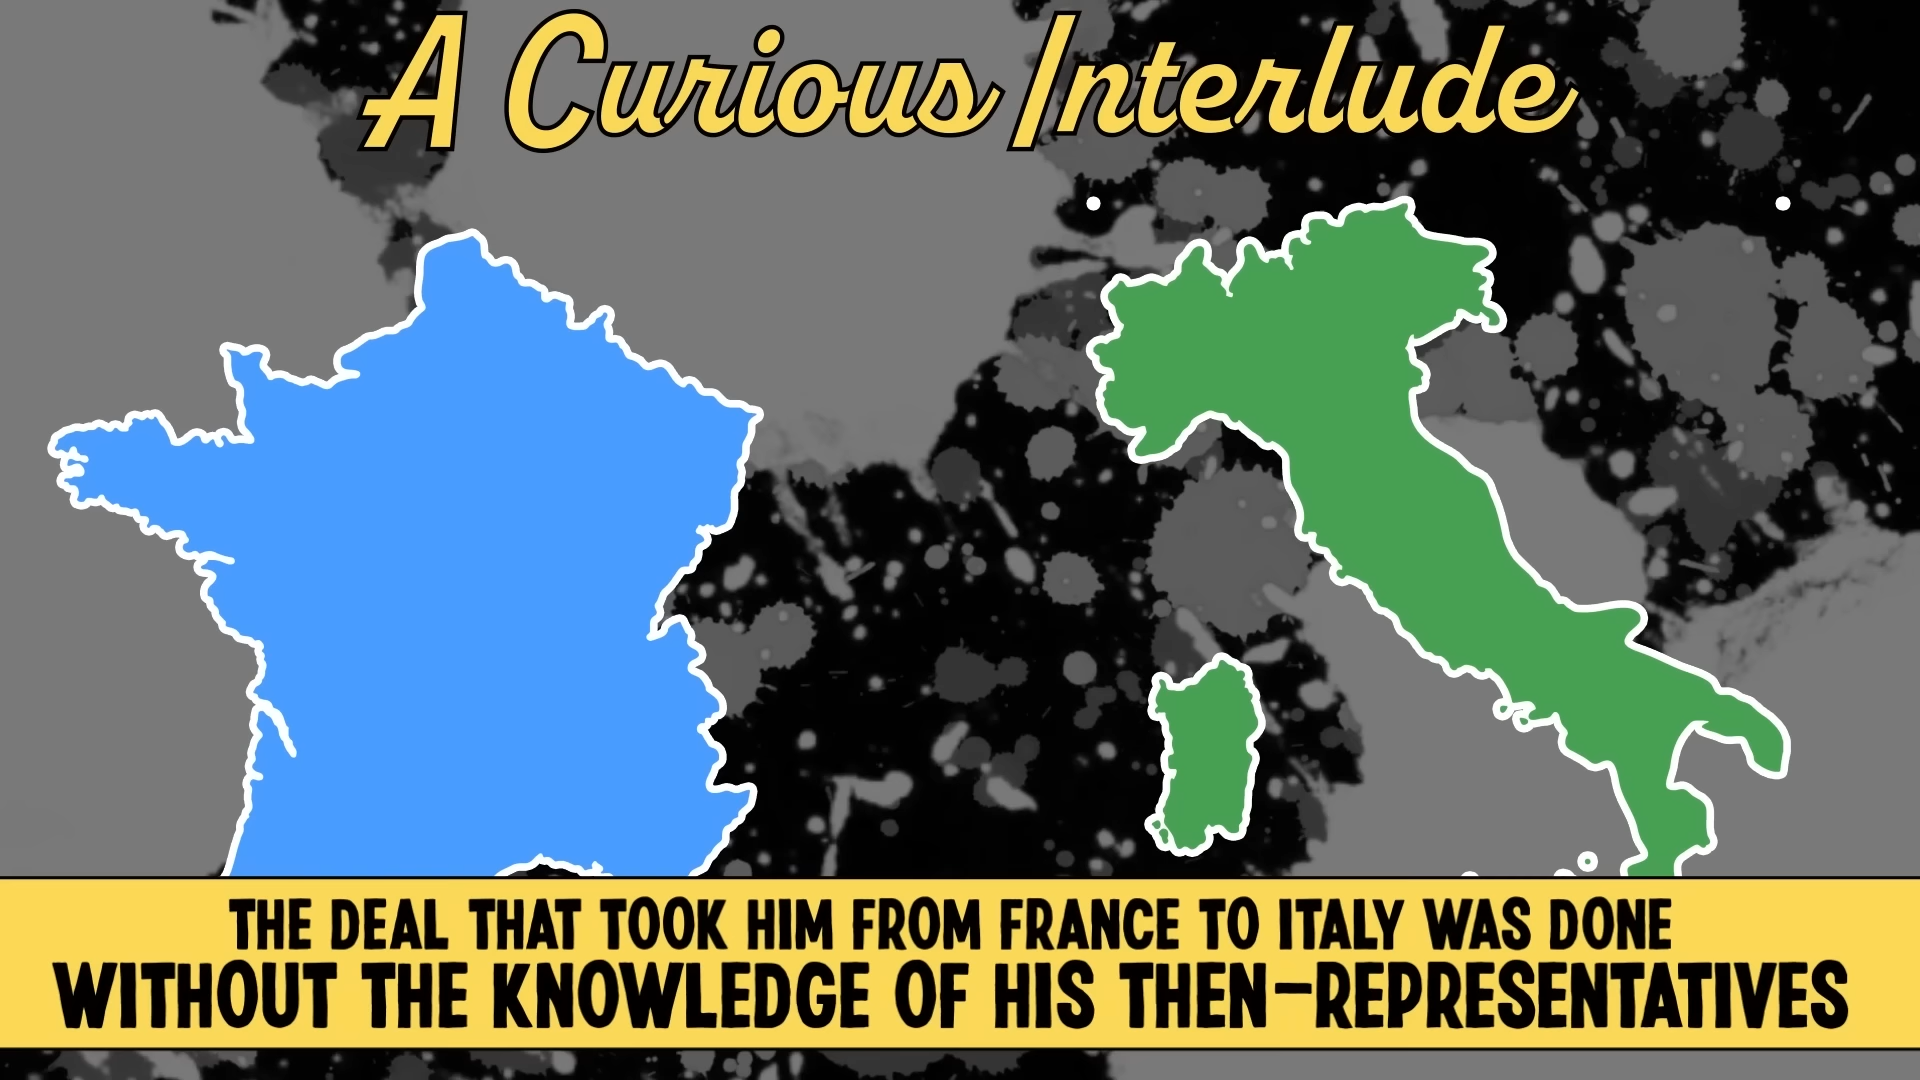 A Curious Interlude
THE DEAL THAT TOOK HIM FROM FRANCE TO ITALY WAS DONE
WITHOUT THE KNOWLEDGE OF HIS THEN-REPRESENTATIVES